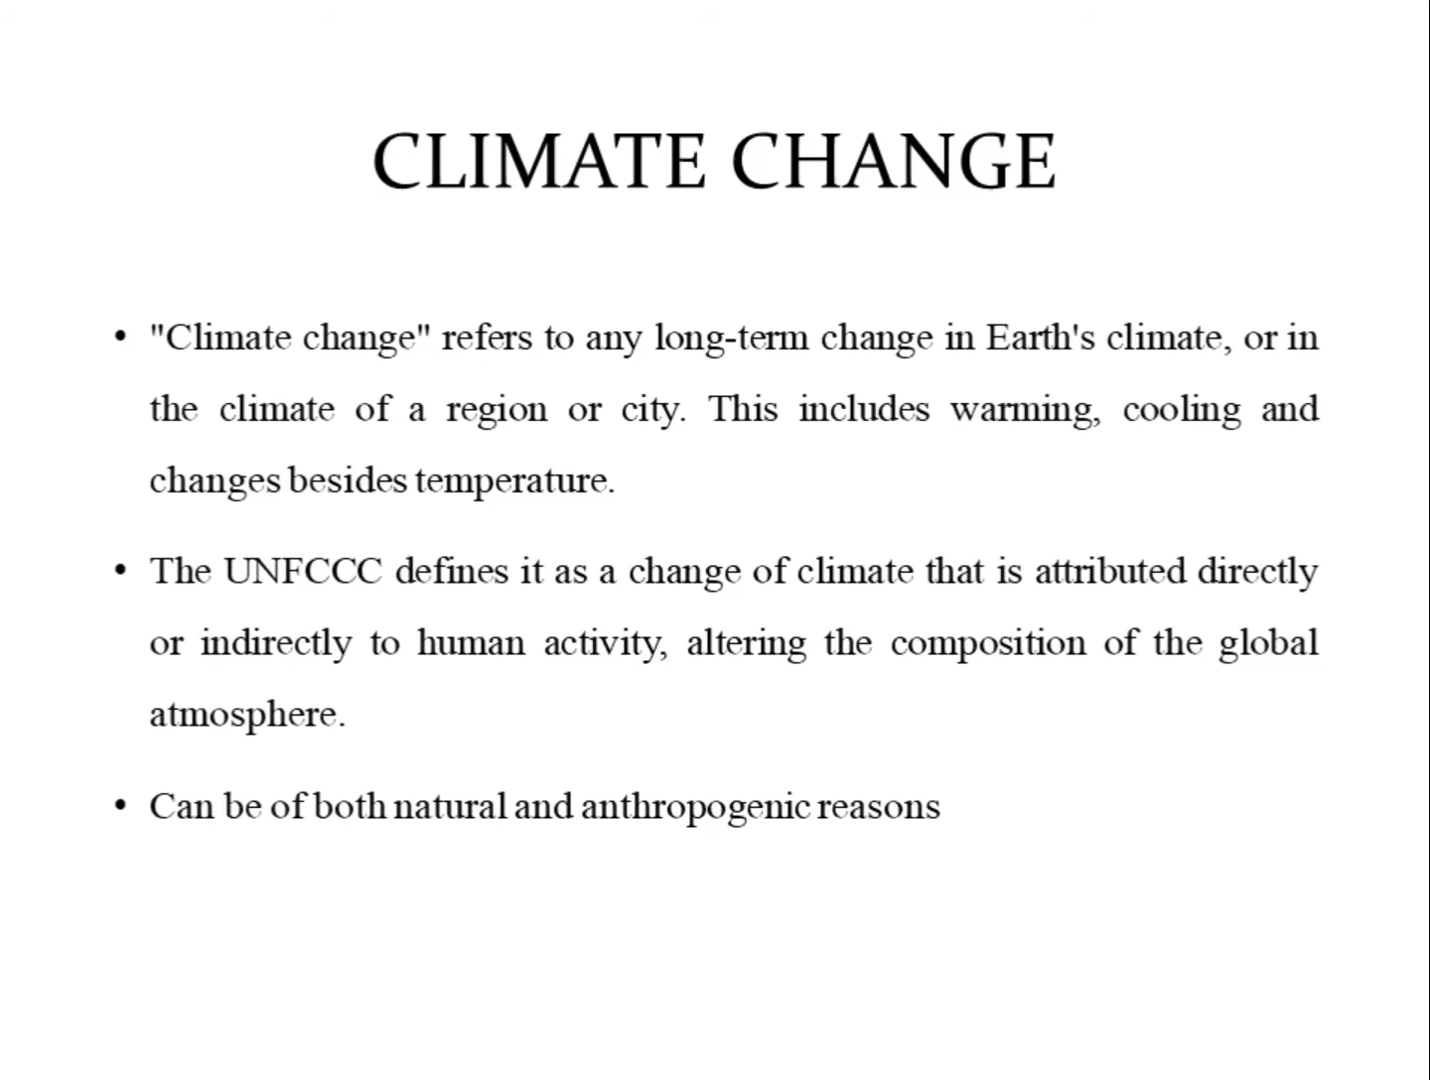 CLIMATE CHANGE
• "Climate change" refers to any long-term change in Earth's climate, or in
the climate of a region or city. This includes warming, cooling and
changes besides temperature.
• The UNFCCC defines it as a change of climate that is attributed directly
or indirectly to human activity, altering the composition of the global
atmosphere.
• Can be of both natural and anthropogenic reasons